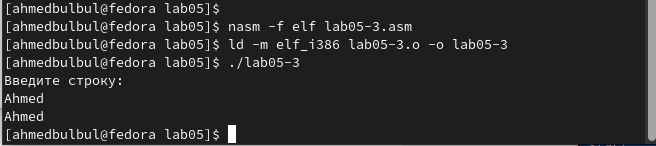 [ahmedbulbul@fedora lab05]$
[ahmedbulbul@fedora lab05]$ nasm -f elf lab05-3.asm
[ahmedbulbul@fedora lab05]$ ld -m elf_i386 lab05-3.o -o lab05-3
[ahmedbulbul@fedora lab05]$ ./lab05-3
Введите строку:
Ahmed
Ahmed
[ahmedbulbul@fedora lab05]$